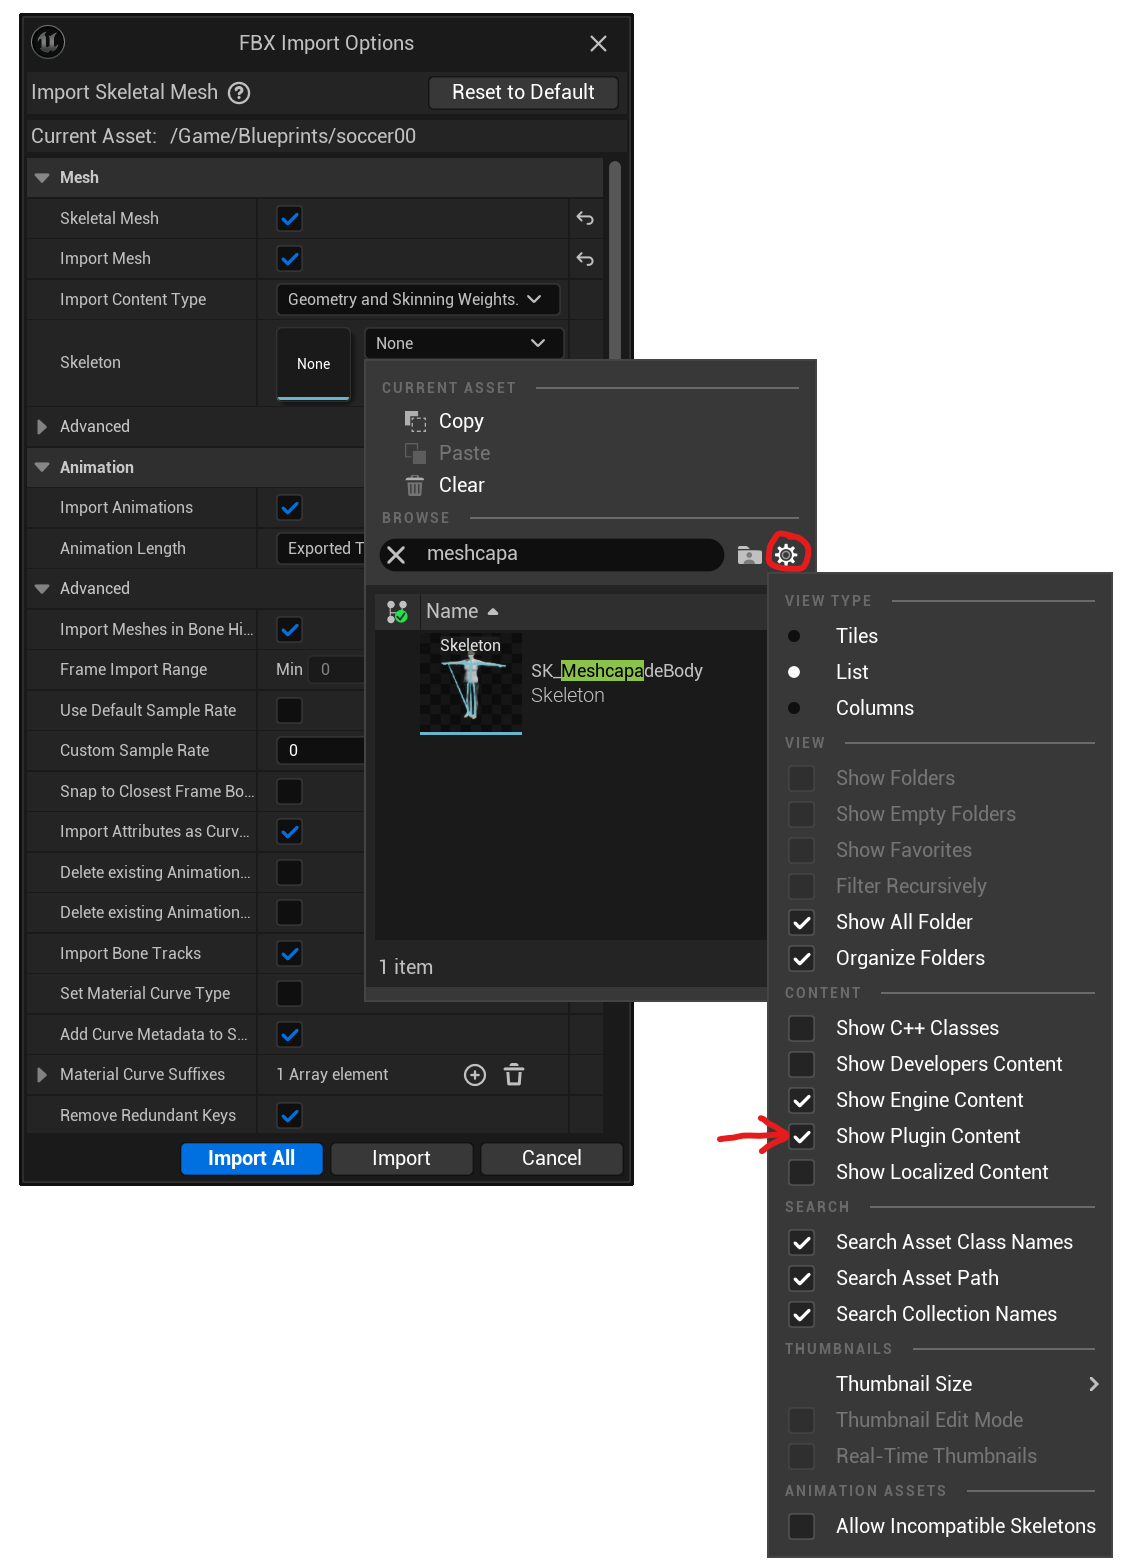 FBX Import Options
Import Skeletal Mesh
Reset to Default
Current Asset: /Game/Blueprints/soccer00
Mesh
Skeletal Mesh
Import Mesh
Import Content Type
Geometry and Skinning Weights.
Skeleton
None
None
Advanced
Animation
Import Animations
Animation Length
Exported T
Advanced
Import Meshes in Bone Hi...
Frame Import Range
Min
0
Use Default Sample Rate
Custom Sample Rate
0
Snap to Closest Frame Bo...
Import Attributes as Curv...
Delete existing Animation...
Delete existing Animation...
Import Bone Tracks
Set Material Curve Type
Add Curve Metadata to S...
Material Curve Suffixes
1 Array element
Remove Redundant Keys
Import All
Import
Cancel
CURRENT ASSET
Copy
Paste
Clear
BROWSE
meshcapa
Name
Skeleton
SK_MeshcapadeBody
Skeleton
1 item
VIEW TYPE
Tiles
List
Columns
VIEW
Show Folders
Show Empty Folders
Show Favorites
Filter Recursively
Show All Folder
Organize Folders
CONTENT
Show C++ Classes
Show Developers Content
Show Engine Content
Show Plugin Content
Show Localized Content
SEARCH
Search Asset Class Names
Search Asset Path
Search Collection Names
THUMBNAILS
Thumbnail Size
Thumbnail Edit Mode
Real-Time Thumbnails
ANIMATION ASSETS
Allow Incompatible Skeletons